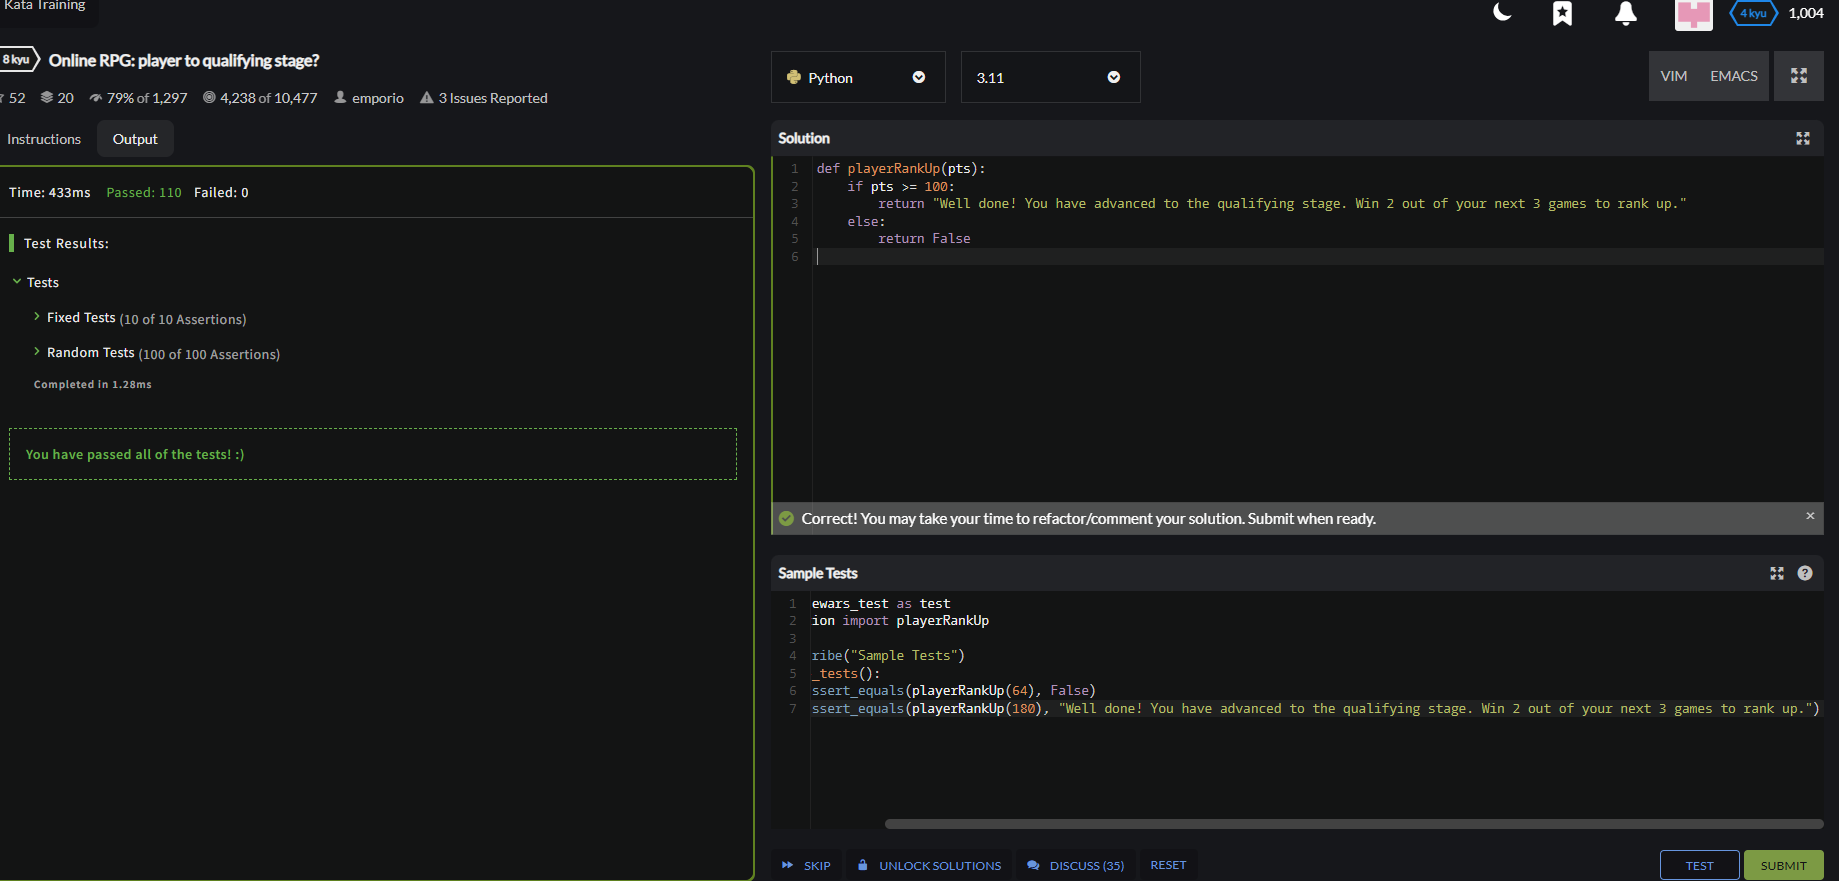 Kata Training
4 kyu 1,004
8 kyu Online RPG: player to qualifying stage?
52 20 79% of 1,297 4,238 of 10,477 emporio 3 Issues Reported
Instructions Output
Time: 433ms Passed: 110 Failed: 0
Test Results:
Tests
Fixed Tests (10 of 10 Assertions)
Random Tests (100 of 100 Assertions)
Completed in 1.28ms
You have passed all of the tests! :)
Python 3.11 VIM EMACS
Solution
1 def playerRankUp(pts):
2 if pts >= 100:
3 return "Well done! You have advanced to the qualifying stage. Win 2 out of your next 3 games to rank up."
4 else:
5 return False
6
Correct! You may take your time to refactor/comment your solution. Submit when ready. ×
Sample Tests ?
1 ewars_test as test
2 ion import playerRankUp
3
4 ribe("Sample Tests")
5 _tests():
6 ssert_equals(playerRankUp(64), False)
7 ssert_equals(playerRankUp(180), "Well done! You have advanced to the qualifying stage. Win 2 out of your next 3 games to rank up.")
SKIP UNLOCK SOLUTIONS DISCUSS (35) RESET TEST SUBMIT